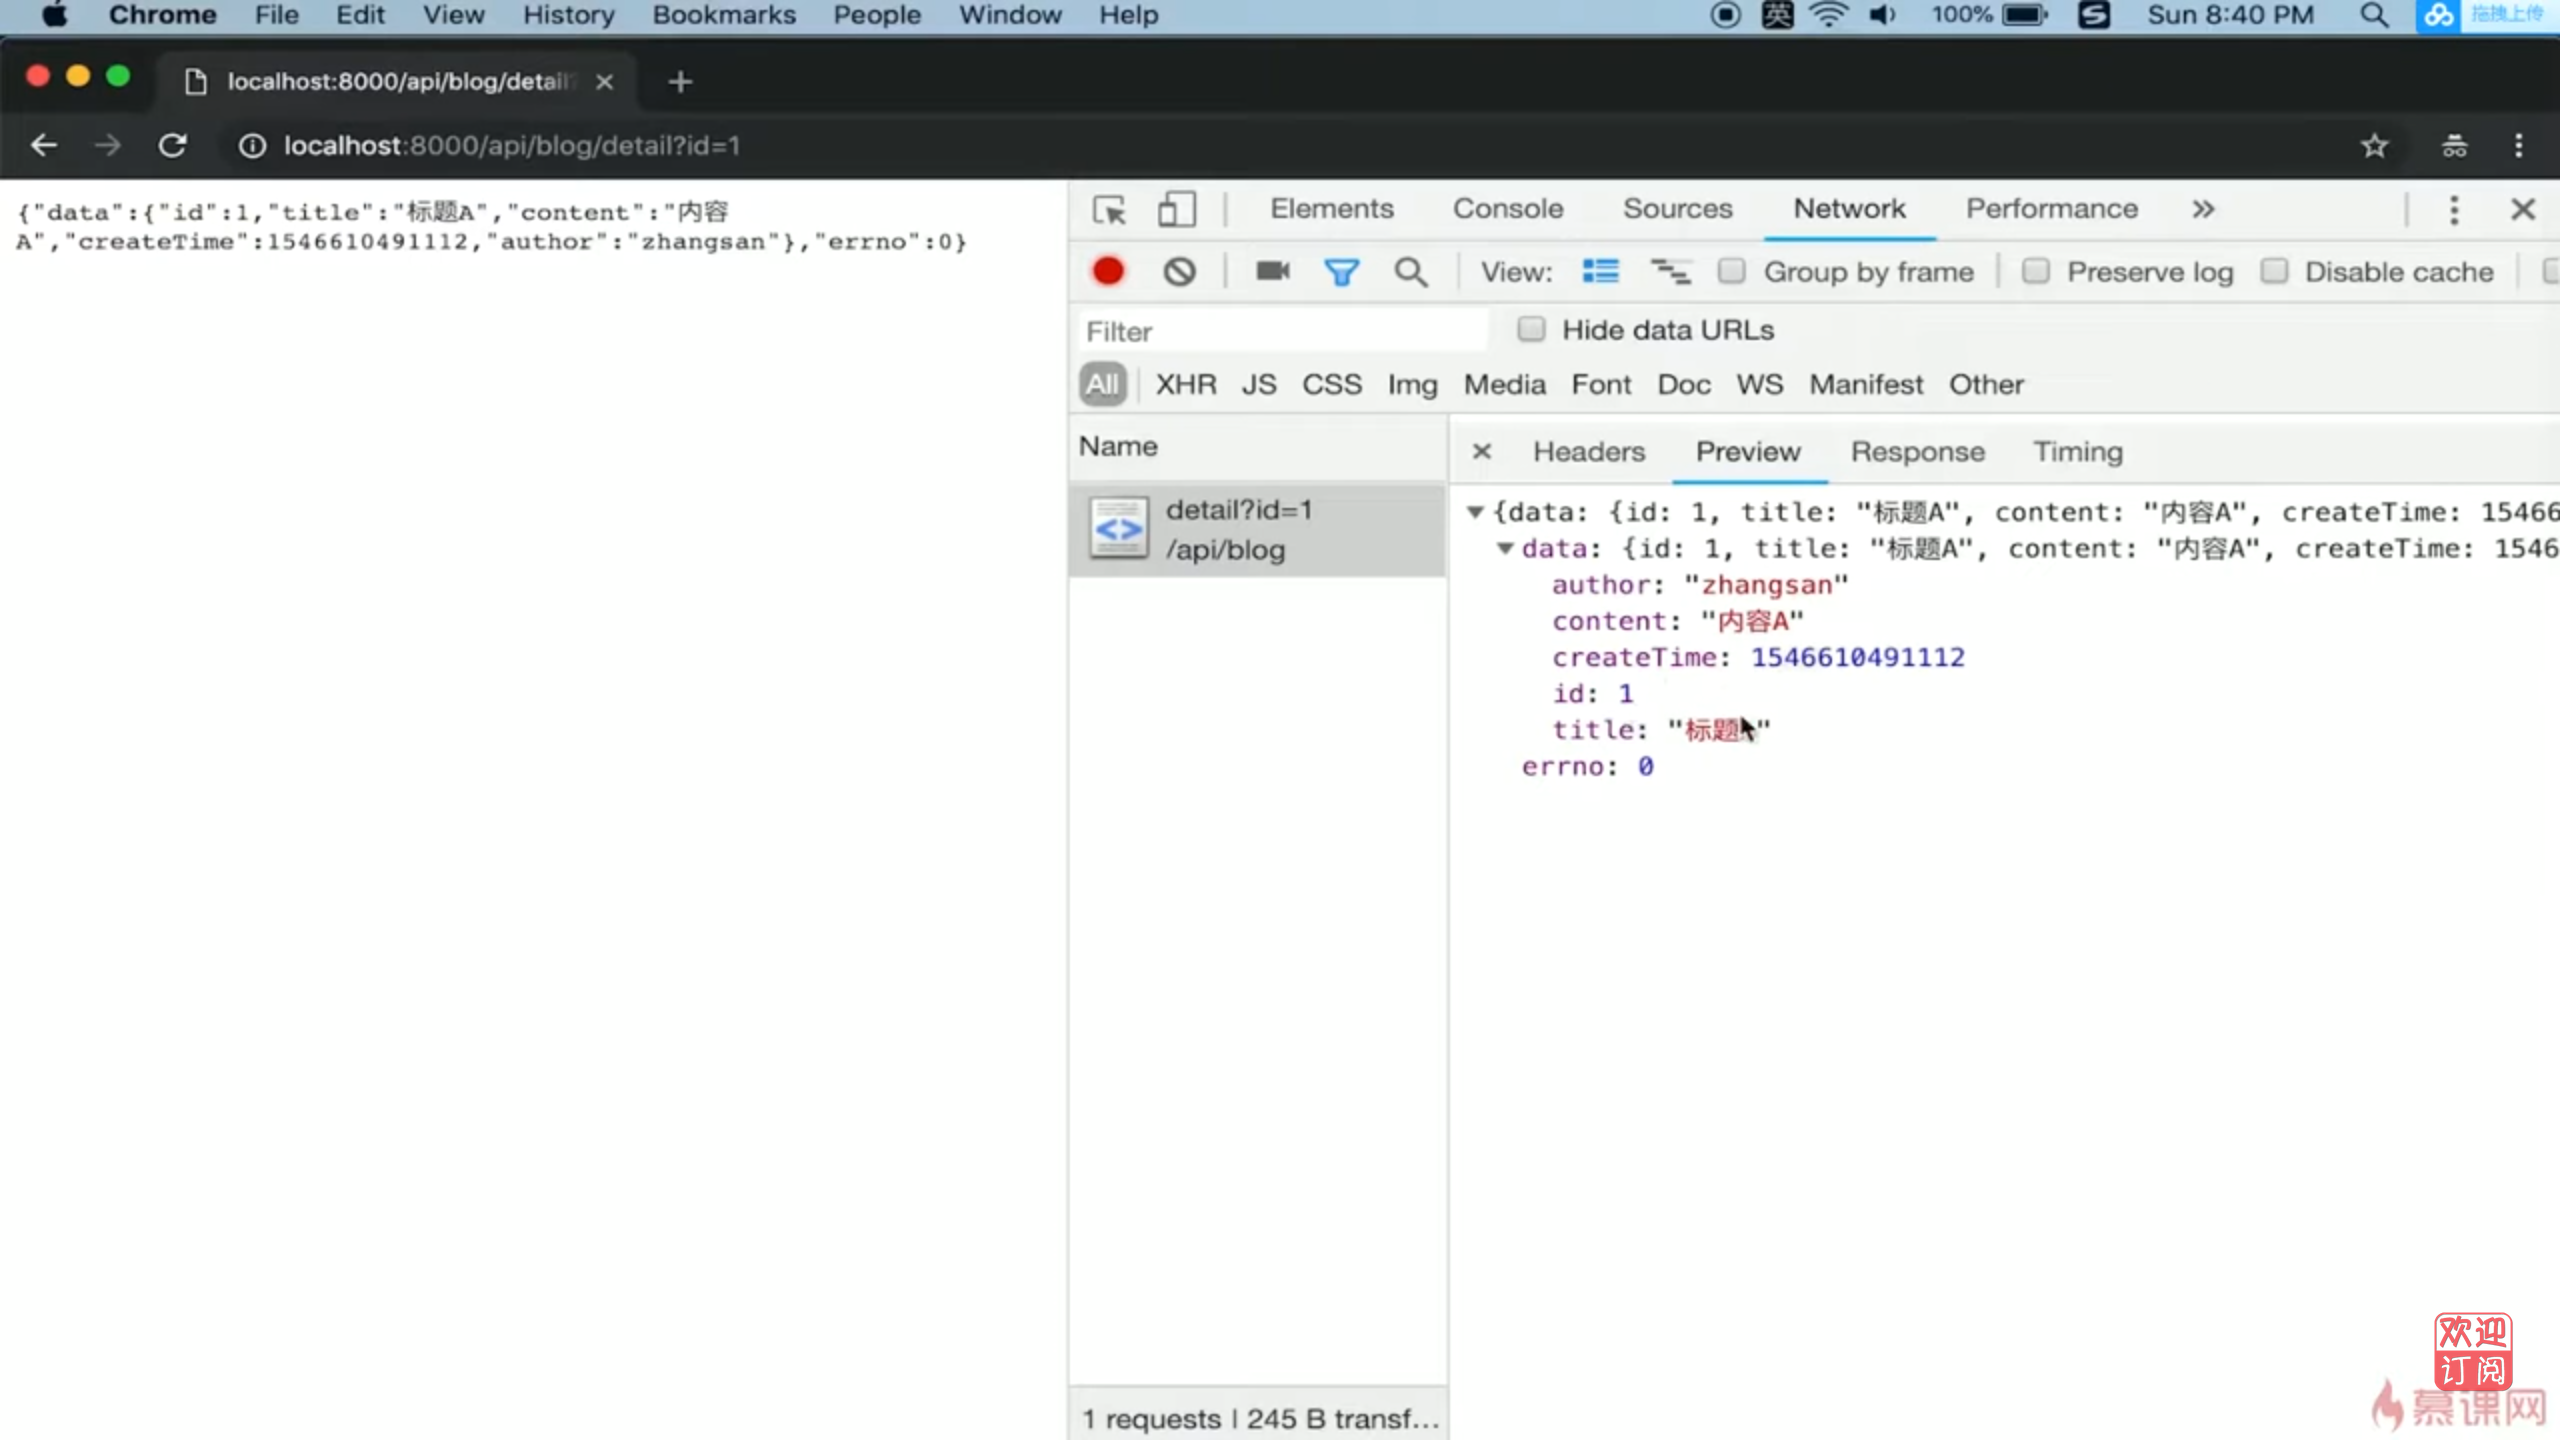 Chrome File Edit View History Bookmarks People Window Help 英 100% Sun 8:40 PM 拖拽上传
localhost:8000/api/blog/detail?
localhost:8000/api/blog/detail?id=1
{"data":{"id":1,"title":"标题A","content":"内容
A","createTime":1546610491112,"author":"zhangsan"},"errno":0}
Elements Console Sources Network Performance »
View: Group by frame Preserve log Disable cache
Filter Hide data URLs
All XHR JS CSS Img Media Font Doc WS Manifest Other
Name
detail?id=1
/api/blog
1 requests | 245 B transf...
× Headers Preview Response Timing
{data: {id: 1, title: "标题A", content: "内容A", createTime: 15466
data: {id: 1, title: "标题A", content: "内容A", createTime: 1546
author: "zhangsan"
content: "内容A"
createTime: 1546610491112
id: 1
title: "标题"
errno: 0
欢迎
订阅
慕课网